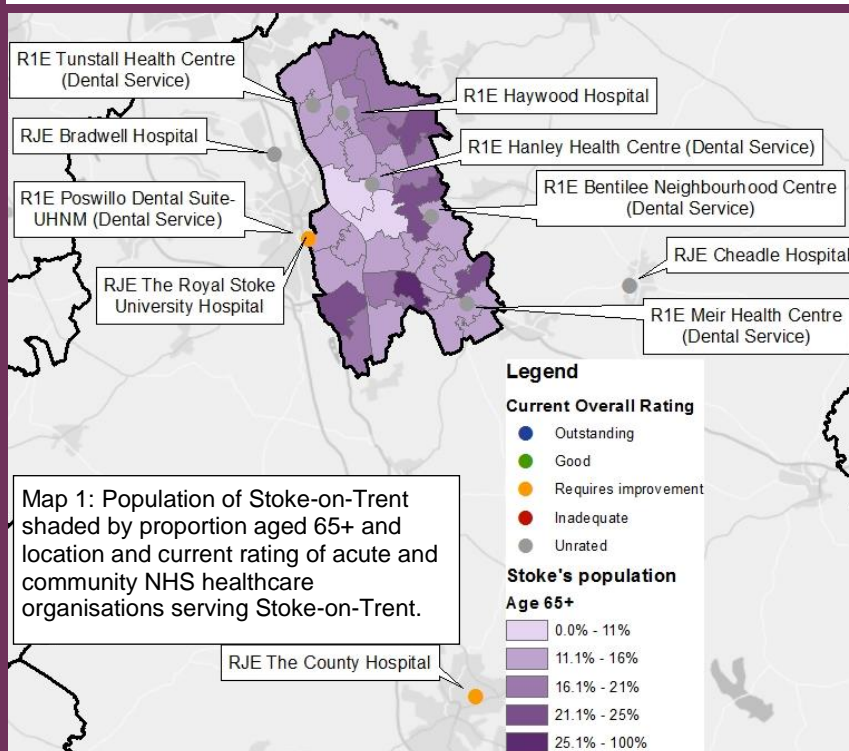 R1E Tunstall Health Centre
(Dental Service)
R1E Haywood Hospital
RJE Bradwell Hospital
R1E Hanley Health Centre (Dental Service)
R1E Poswillo Dental Suite-
UHNM (Dental Service)
R1E Bentilee Neighbourhood Centre
(Dental Service)
RJE Cheadle Hospital
RJE The Royal Stoke
University Hospital
R1E Meir Health Centre
(Dental Service)
Legend
Current Overall Rating
Outstanding
Good
Requires improvement
Inadequate
Unrated
Stoke's population
Age 65+
0.0% - 11%
11.1% - 16%
16.1% - 21%
21.1% - 25%
25.1% - 100%
Map 1: Population of Stoke-on-Trent
shaded by proportion aged 65+ and
location and current rating of acute and
community NHS healthcare
organisations serving Stoke-on-Trent.
RJE The County Hospital